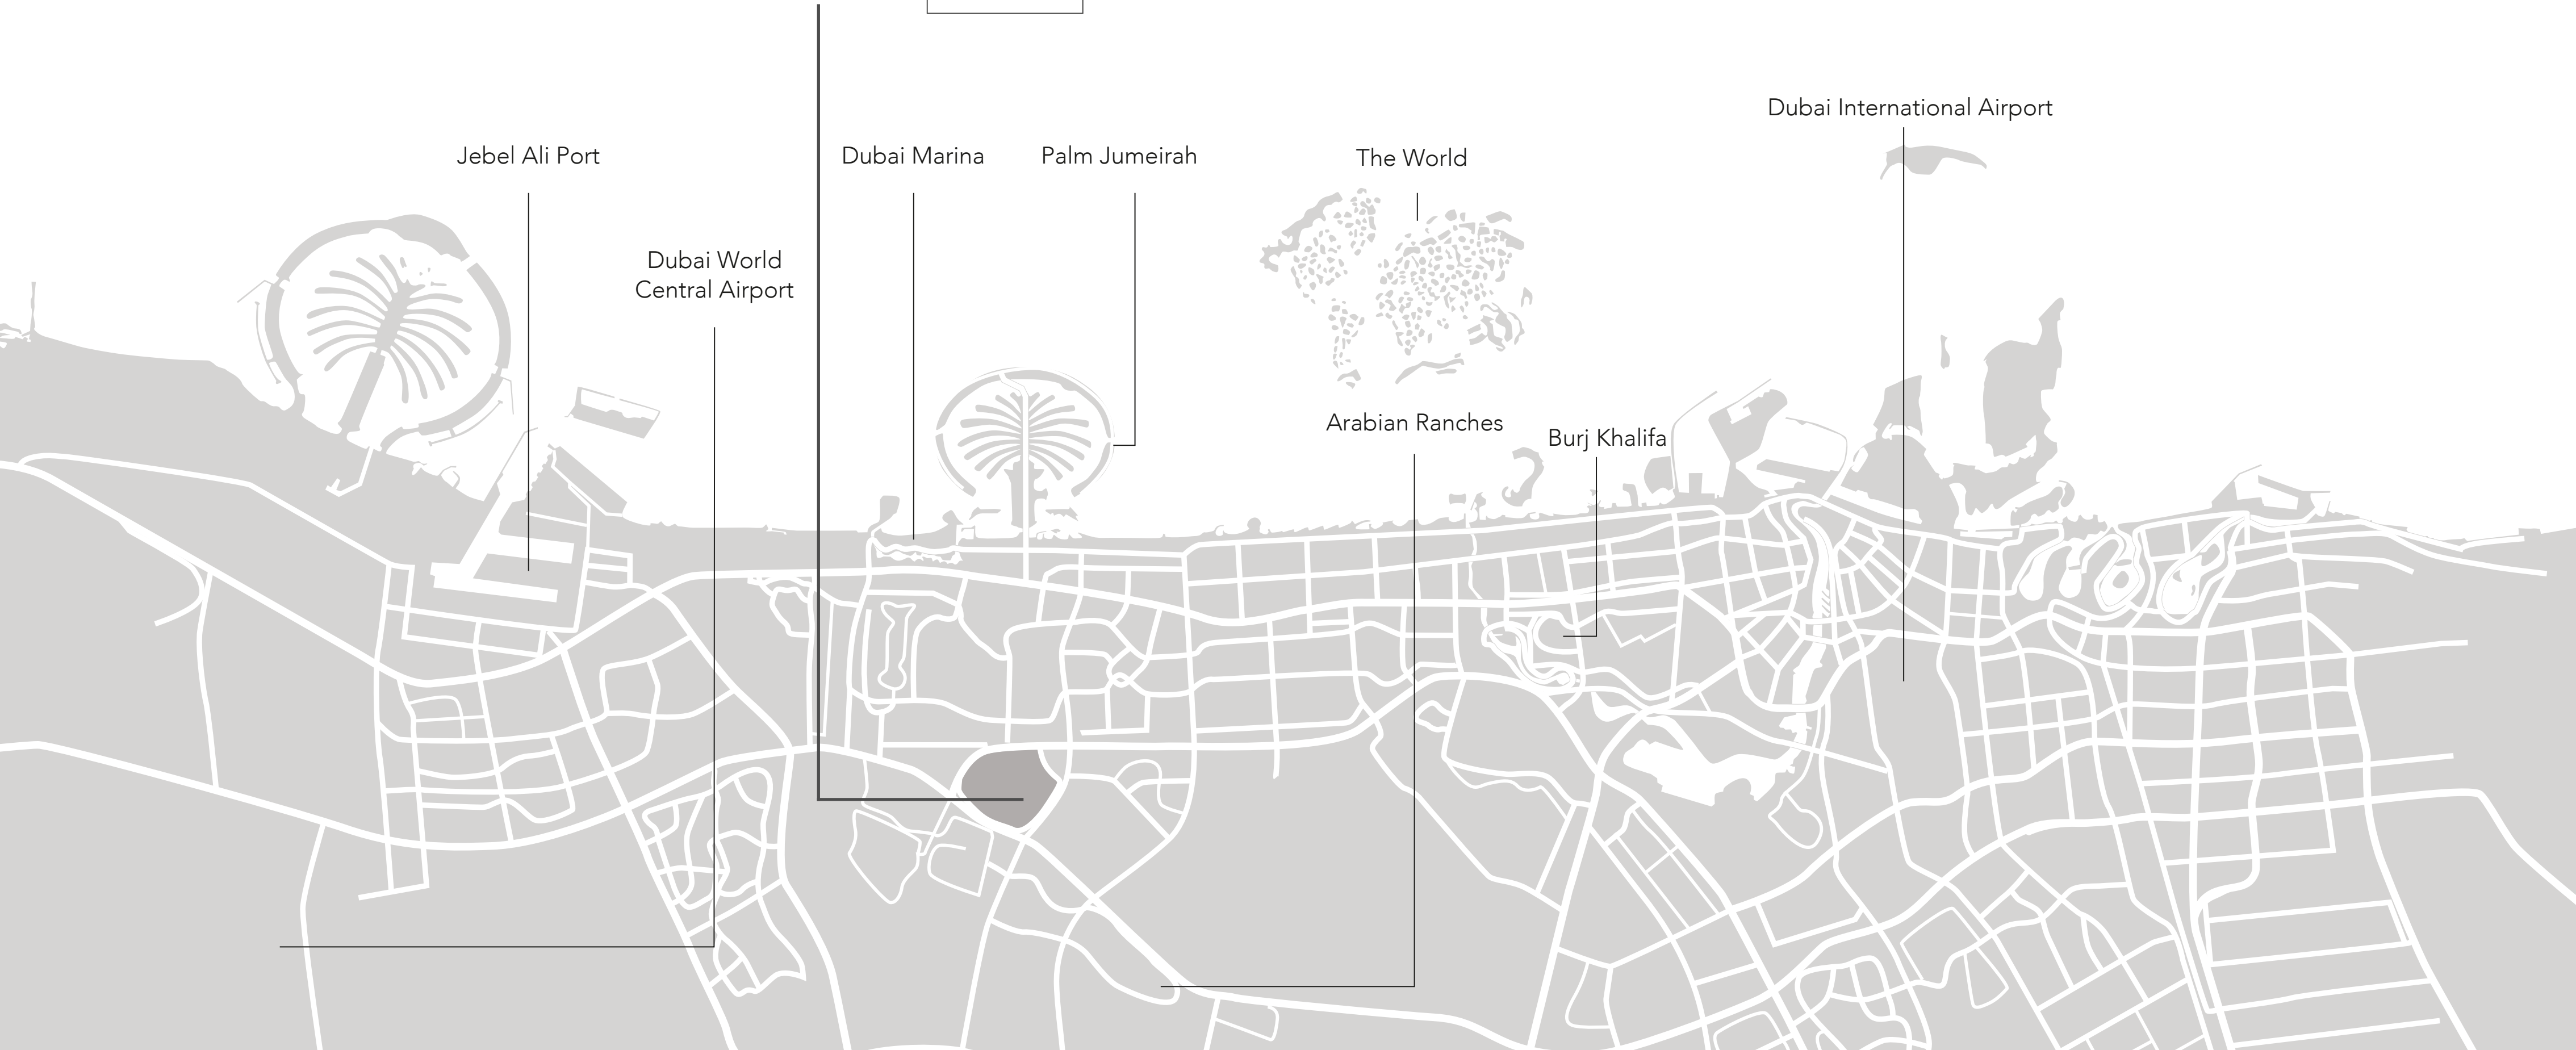 Dubai International Airport
Jebel Ali Port
Dubai Marina
Palm Jumeirah
The World
Dubai World
Central Airport
Arabian Ranches
Burj Khalifa